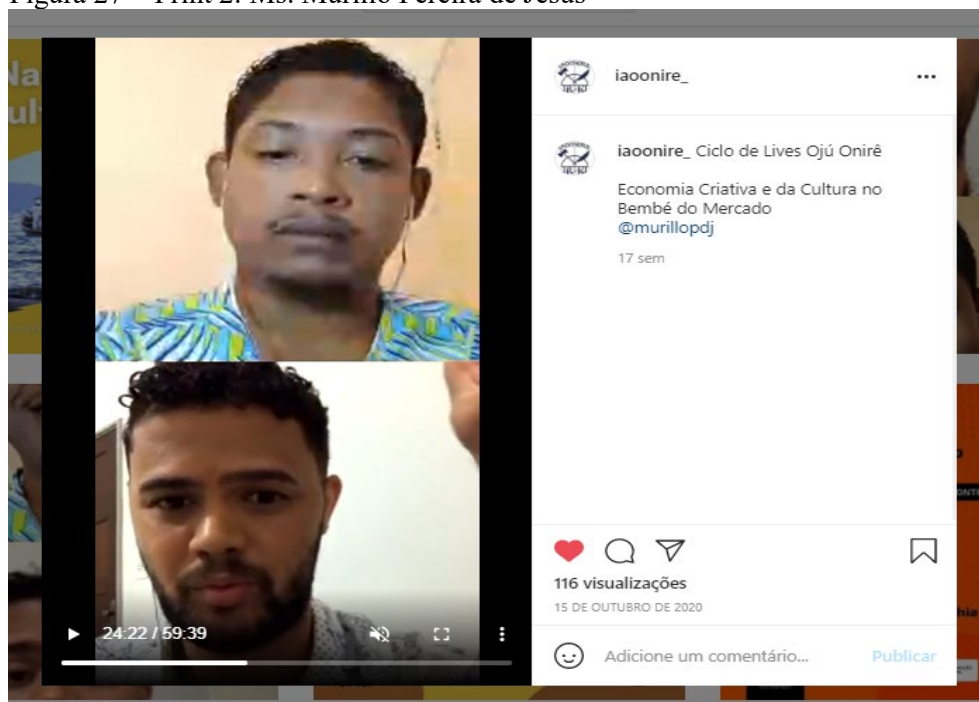 Figura 27 – Print 2: Ms. Murillo Pereira de Jesus
iaoonire_
iaoonire_ Ciclo de Lives Ojú Onirê
Economia Criativa e da Cultura no
Bembé do Mercado
@murillopdj
17 sem
24:22 / 59:39
116 visualizações
15 DE OUTUBRO DE 2020
Adicione um comentário...
Publicar